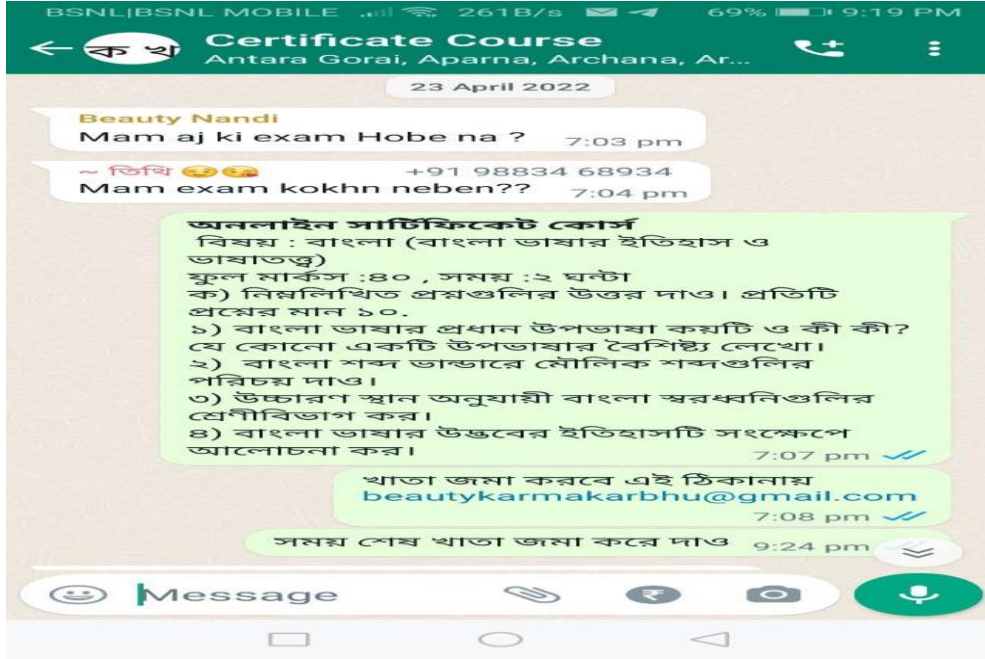 BSNL|BSNL MOBILE 261B/s 69% 9:19 PM
ক খ
Certificate Course
Antara Gorai, Aparna, Archana, Ar...
23 April 2022
Beauty Nandi
Mam aj ki exam Hobe na ? 7:03 pm
~ তিথি 😏😘 +91 98834 68934
Mam exam kokhn neben?? 7:04 pm
অনলাইন সার্টিফিকেট কোর্স
বিষয় : বাংলা (বাংলা ভাষার ইতিহাস ও
ভাষাতত্ত্ব)
ফুল মার্কস :৪০ , সময় :২ ঘন্টা
ক) নিম্নলিখিত প্রশ্নগুলির উত্তর দাও। প্রতিটি
প্রশ্নের মান ১০.
১) বাংলা ভাষার প্রধান উপভাষা কয়টি ও কী কী?
যে কোনো একটি উপভাষার বৈশিষ্ট্য লেখো।
২) বাংলা শব্দ ভান্ডারে মৌলিক শব্দগুলির
পরিচয় দাও।
৩) উচ্চারণ স্থান অনুযায়ী বাংলা স্বরধ্বনিগুলির
শ্রেণীবিভাগ কর।
৪) বাংলা ভাষার উদ্ভবের ইতিহাসটি সংক্ষেপে
আলোচনা কর। 7:07 pm
খাতা জমা করবে এই ঠিকানায়
beautykarmakarbhu@gmail.com
7:08 pm
সময় শেষ খাতা জমা করে দাও 9:24 pm
Message